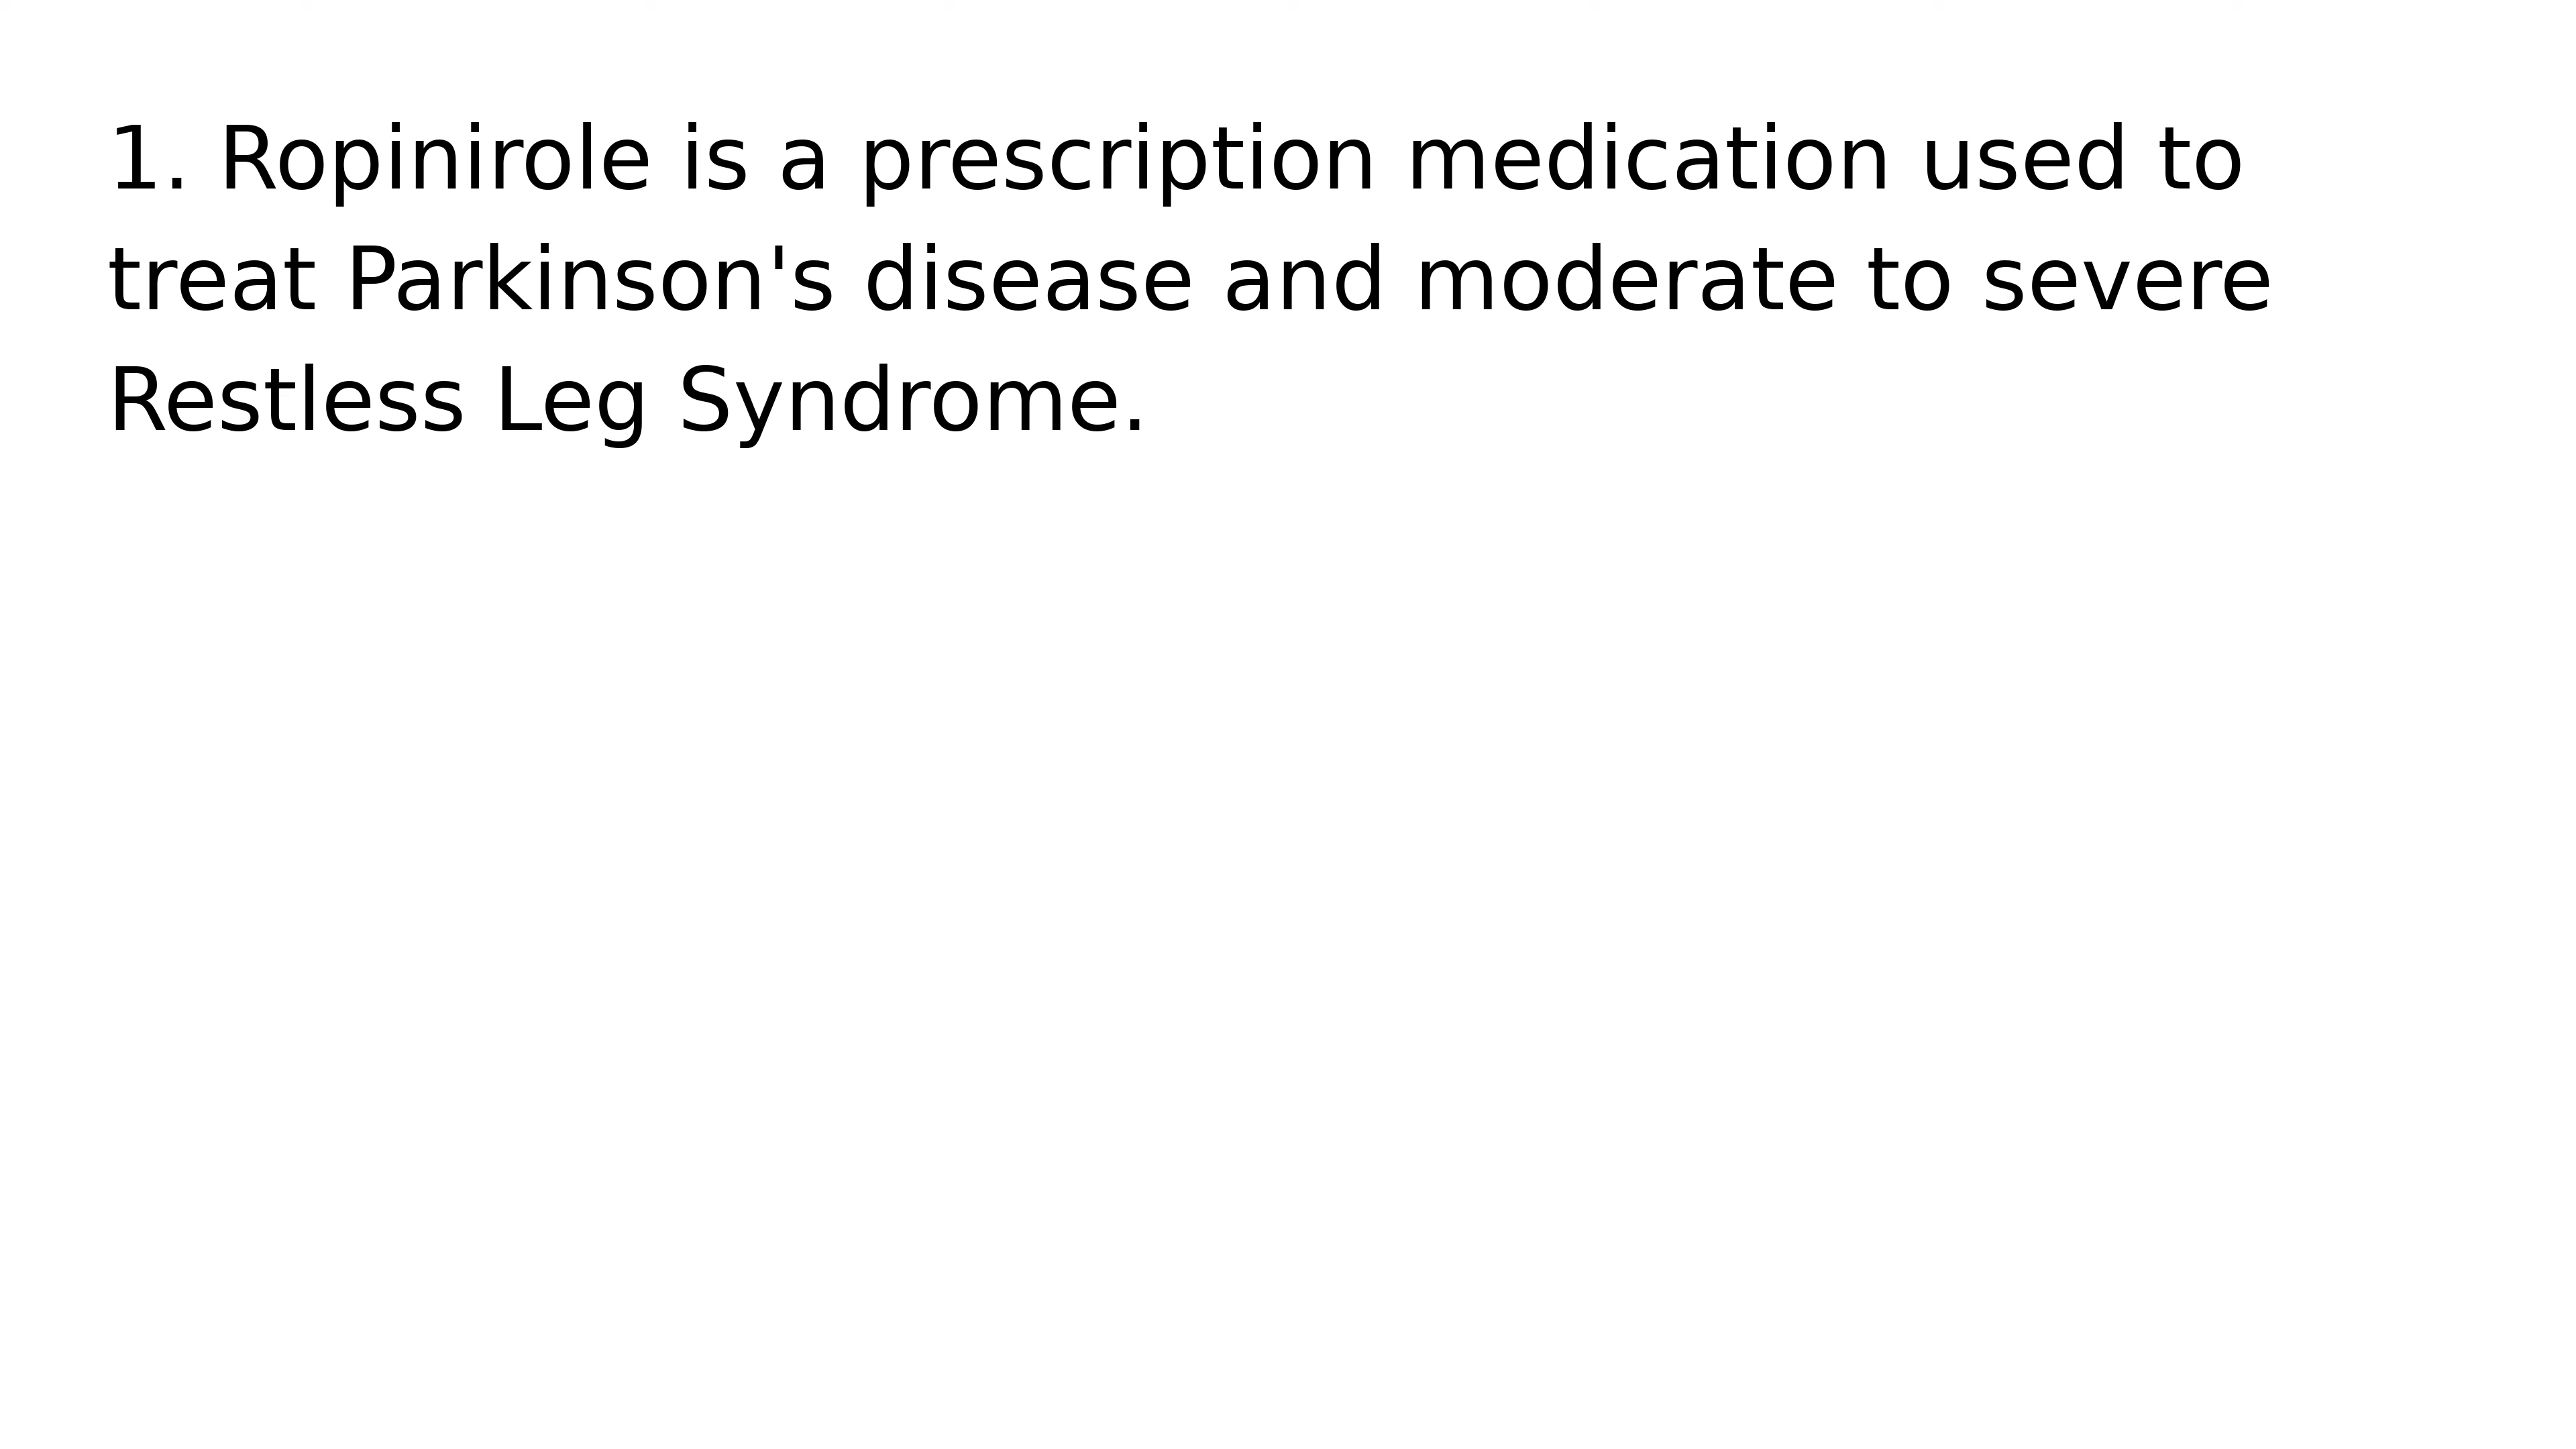 1. Ropinirole is a prescription medication used to
treat Parkinson's disease and moderate to severe
Restless Leg Syndrome.